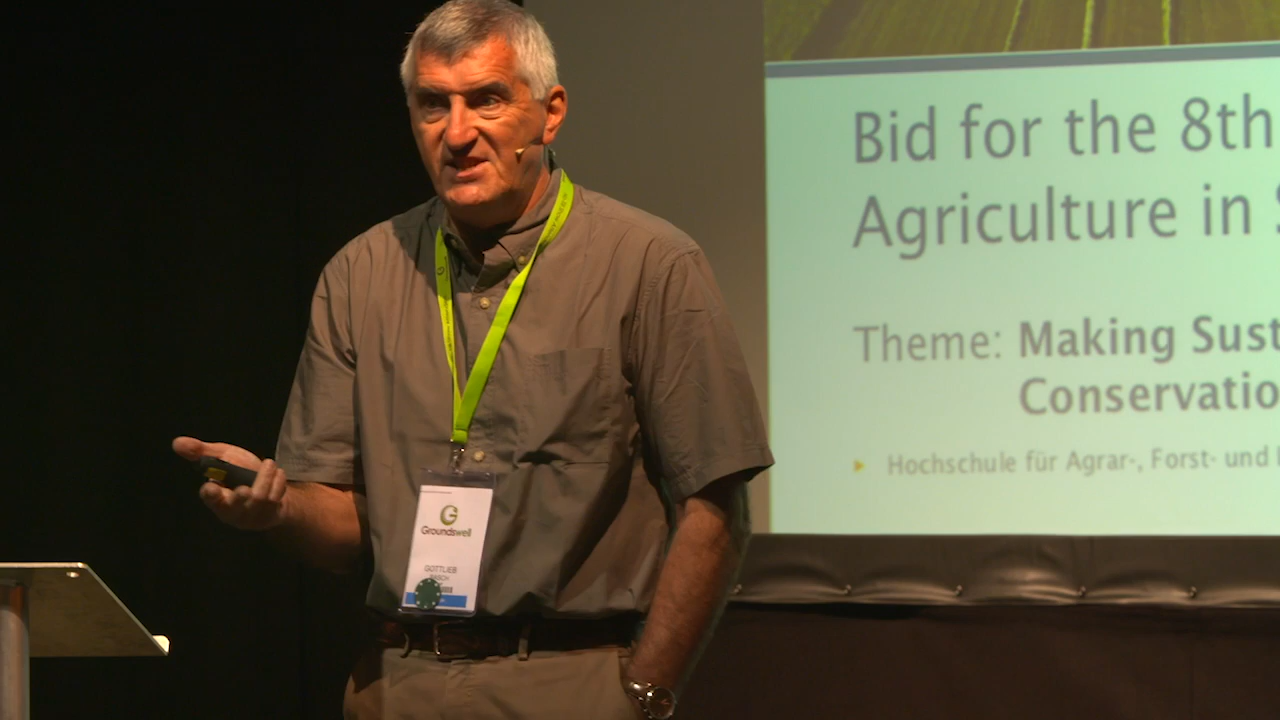 Bid for the 8th
Agriculture in
Theme: Making Sust
Conservatio
Hochschule für Agrar-, Forst- und
Groundswell
GOTTLIEB